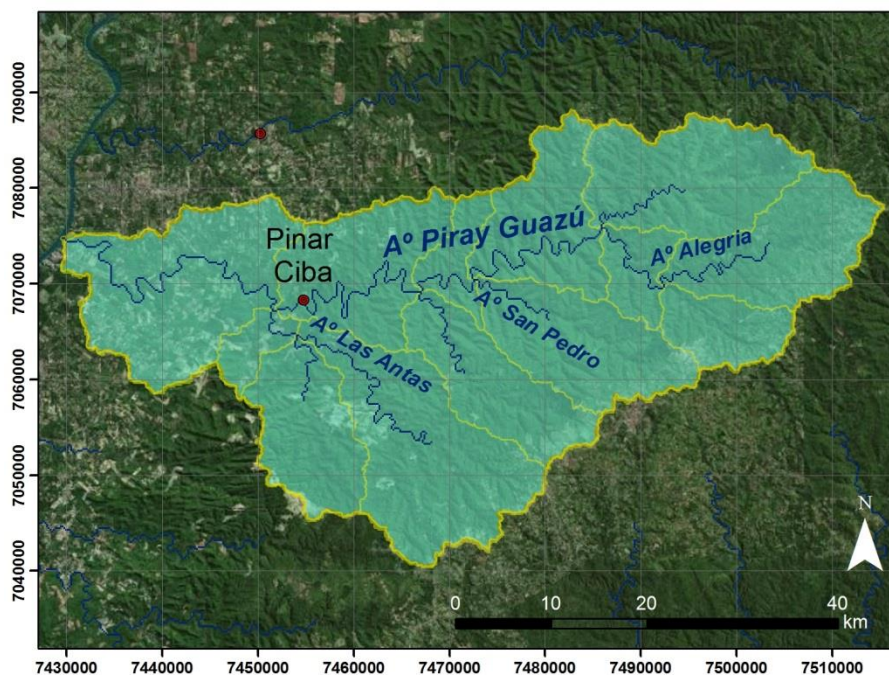 7090000
7080000
7070000
7060000
7050000
7040000
Pinar
Ciba
Aº Piray Guazú
Aº Alegria
Aº San Pedro
Aº Las Antas
N
0 10 20 40
km
7430000 7440000 7450000 7460000 7470000 7480000 7490000 7500000 7510000